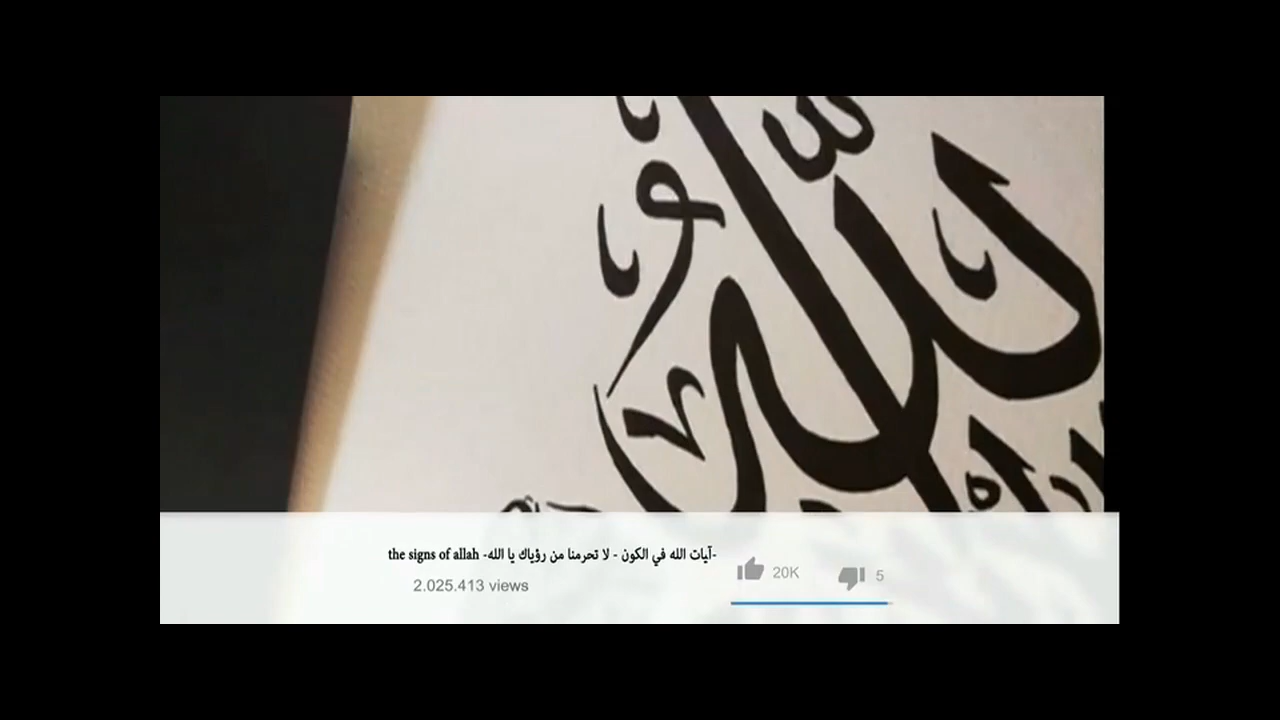 الله
-آيات الله في الكون - لا تحرمنا من رؤياك يا الله- the signs of allah
20K
5
2.025.413 views